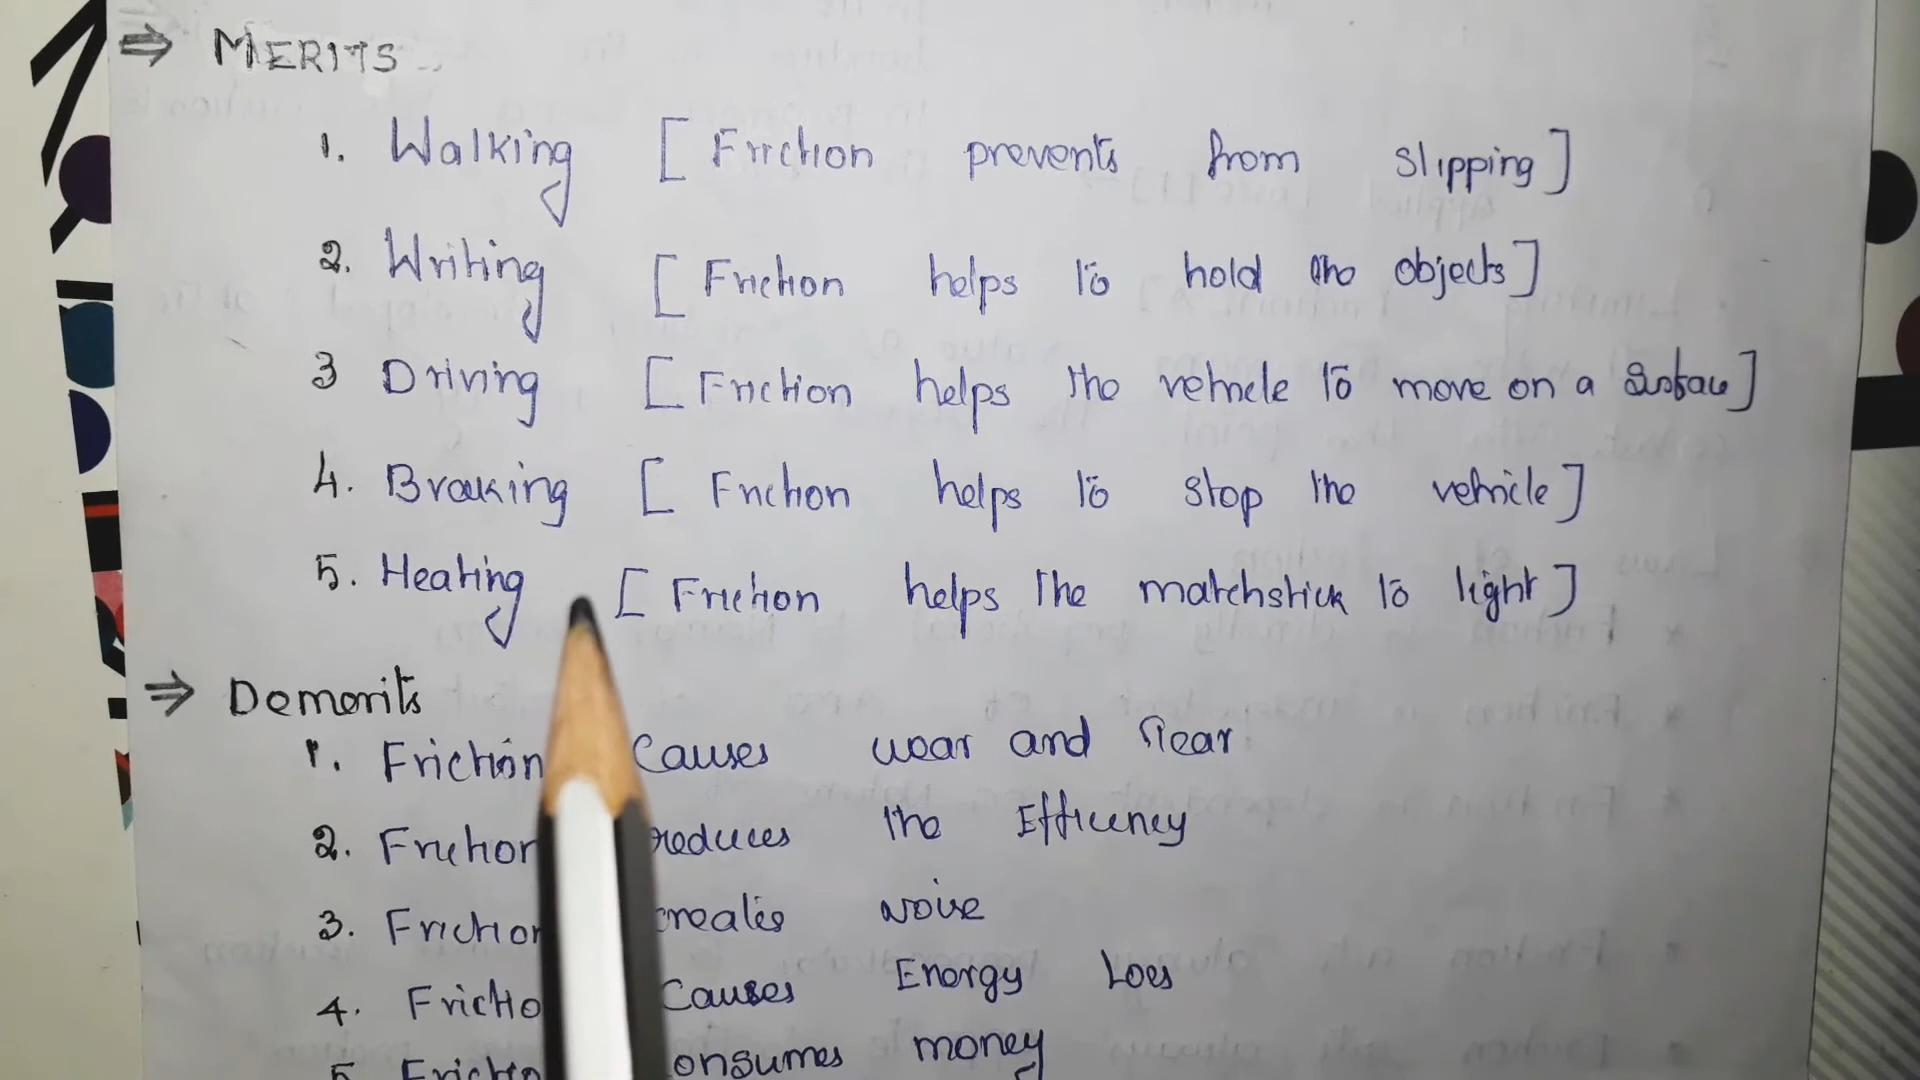 ⇒ MERITS
1. Walking [Friction prevents from slipping]
2. Writing [Friction helps to hold the objects]
3 Driving [Friction helps the vehicle to move on a surface]
4. Braking [Friction helps to stop the vehicle]
5. Heating [Friction helps the matchstick to light]
⇒ Demerits
1. Friction causes wear and Tear
2. Friction reduces the Efficiency
3. Friction creates Noise
4. Friction causes Energy Loss
5 Friction consumes money